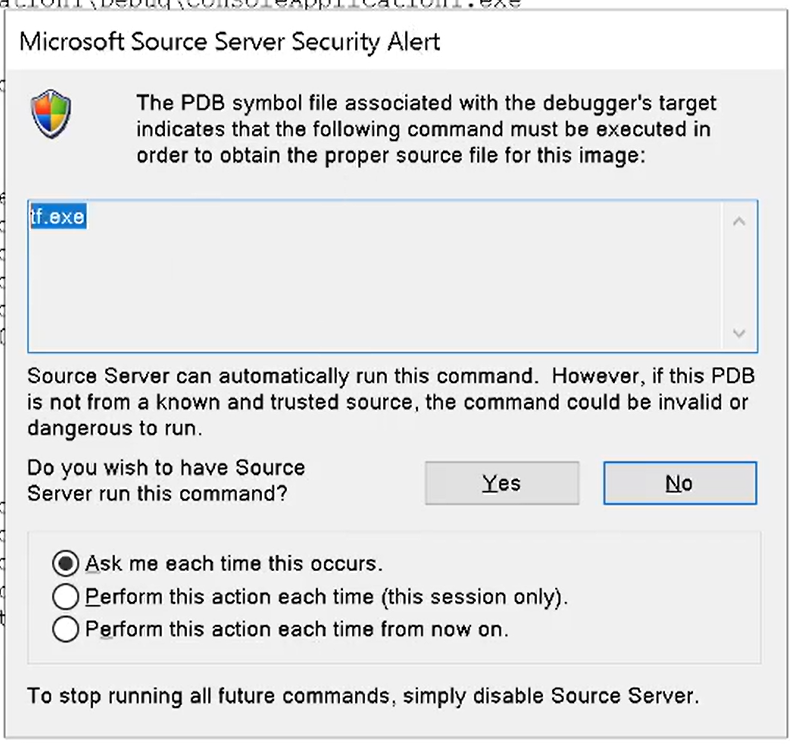 ation1\Debug\ConsoleApplication1.exe
Microsoft Source Server Security Alert
The PDB symbol file associated with the debugger's target
indicates that the following command must be executed in
order to obtain the proper source file for this image:
tf.exe
Source Server can automatically run this command.  However, if this PDB
is not from a known and trusted source, the command could be invalid or
dangerous to run.
Do you wish to have Source
Server run this command?
Yes
No
Ask me each time this occurs.
Perform this action each time (this session only).
Perform this action each time from now on.
To stop running all future commands, simply disable Source Server.